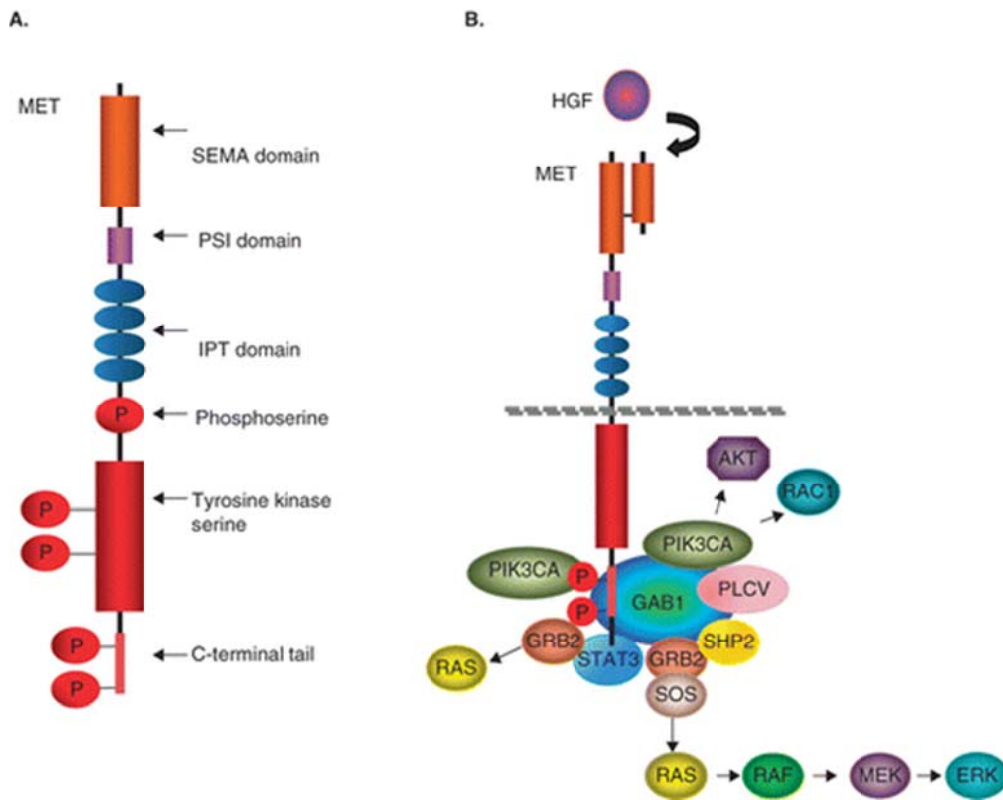 A.
MET
SEMA domain
PSI domain
IPT domain
P
Phosphoserine
Tyrosine kinase
serine
P
P
C-terminal tail
P
P
B.
HGF
MET
AKT
RAC1
PIK3CA
PIK3CA
P
GAB1
PLCV
P
GRB2
STAT3
GRB2
SHP2
RAS
SOS
RAS
RAF
MEK
ERK